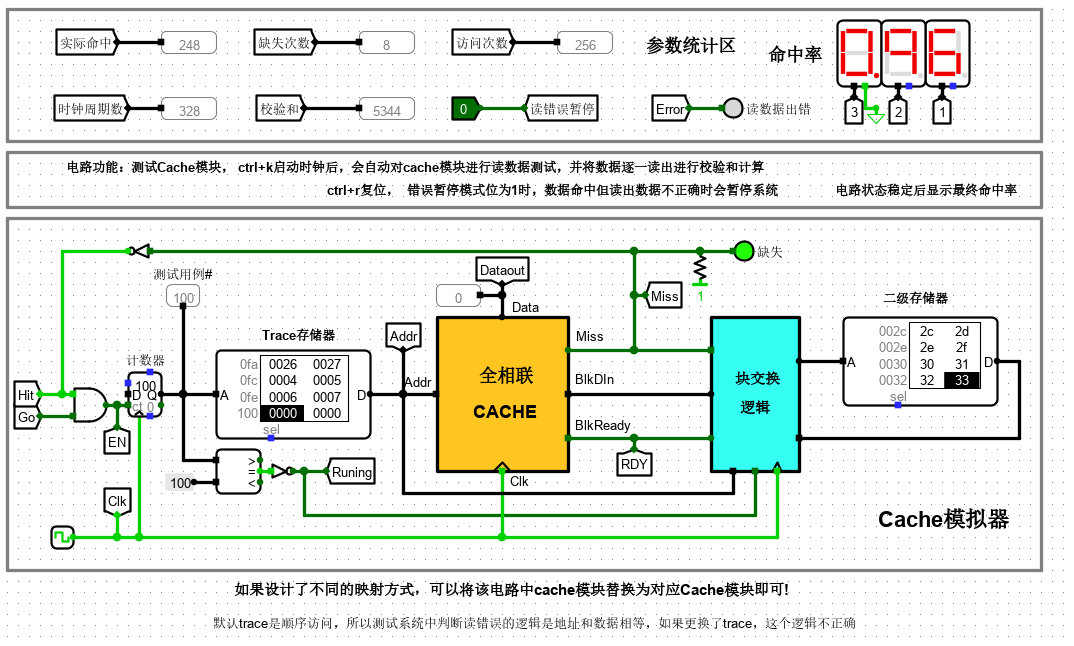 实际命中 248 缺失次数 8 访问次数 256 参数统计区 命中率 0.96
时钟周期数 328 校验和 5344 0 读错误暂停 Error 读数据出错 3 2 1
电路功能：测试Cache模块， ctrl+k启动时钟后，会自动对cache模块进行读数据测试，并将数据逐一读出进行校验和计算
ctrl+r复位， 错误暂停模式位为1时，数据命中但读出数据不正确时会暂停系统 电路状态稳定后显示最终命中率
缺失
测试用例#
100
Dataout
0
Data
Miss
1
二级存储器
Trace存储器
Addr
Miss
002c 2c 2d
002e 2e 2f
0030 30 31
0032 32 33
A
D
sel
计数器
100
D Q
ct 0
Hit
Go
EN
A
0fa 0026 0027
0fc 0004 0005
0fe 0006 0007
100 0000 0000
D
sel
Addr
全相联
CACHE
BlkDIn
BlkReady
块交换
逻辑
RDY
>
=
<
100
Runing
Clk
Clk
Cache模拟器
如果设计了不同的映射方式，可以将该电路中cache模块替换为对应Cache模块即可!
默认trace是顺序访问，所以测试系统中判断读错误的逻辑是地址和数据相等，如果更换了trace，这个逻辑不正确